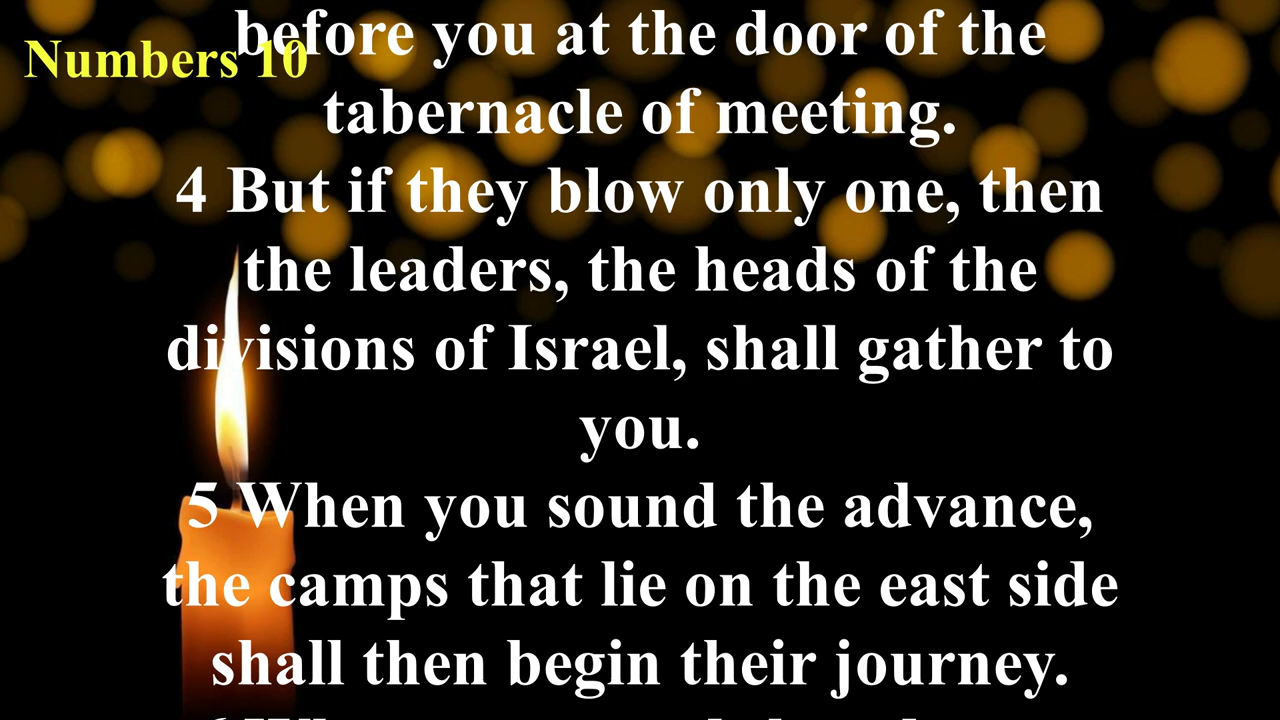 Numbers 10
before you at the door of the
tabernacle of meeting.
4 But if they blow only one, then
the leaders, the heads of the
divisions of Israel, shall gather to
you.
5 When you sound the advance,
the camps that lie on the east side
shall then begin their journey.